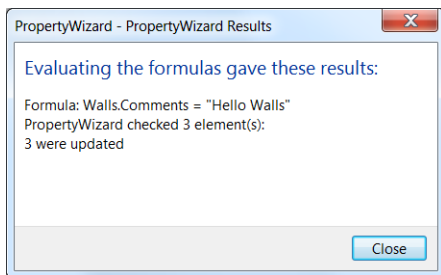 PropertyWizard - PropertyWizard Results
Evaluating the formulas gave these results:
Formula: Walls.Comments = "Hello Walls"
PropertyWizard checked 3 element(s):
3 were updated
Close